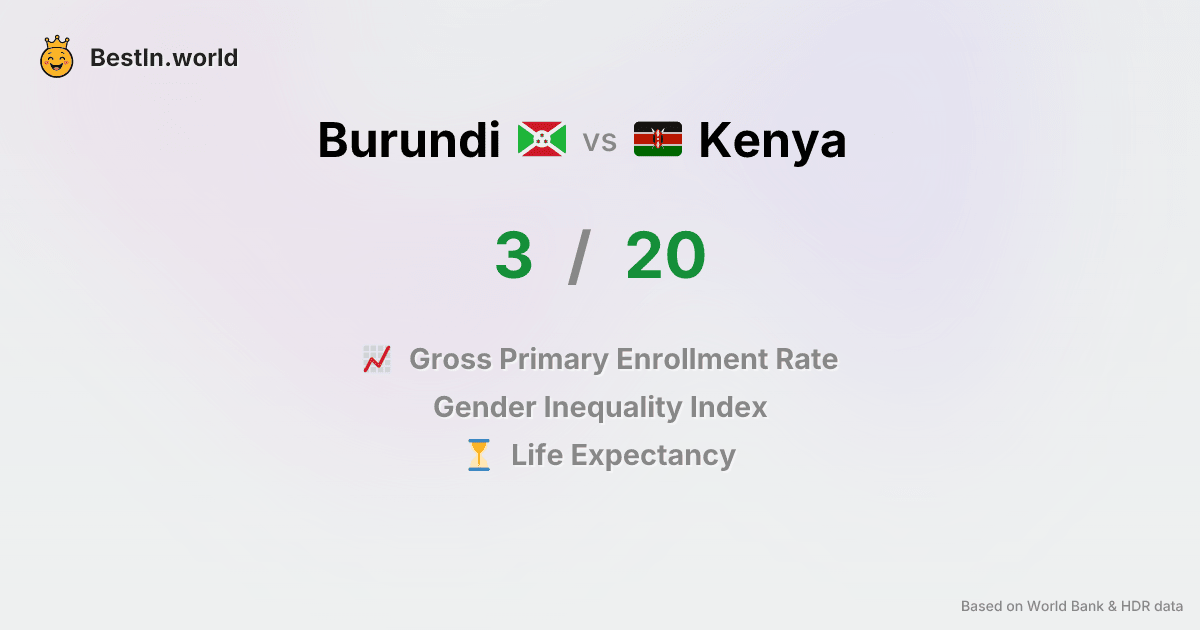 BestIn.world
Burundi vs Kenya
3 / 20
Gross Primary Enrollment Rate
Gender Inequality Index
Life Expectancy
Based on World Bank & HDR data